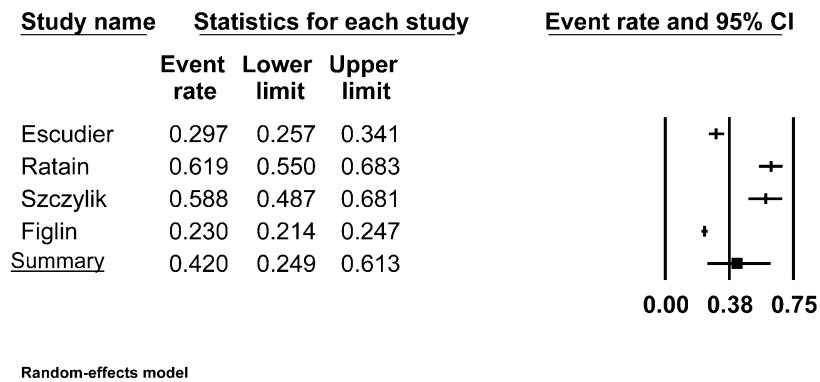 Study name Statistics for each study Event rate and 95% CI
Event Lower Upper
rate limit limit
Escudier 0.297 0.257 0.341
Ratain 0.619 0.550 0.683
Szczylik 0.588 0.487 0.681
Figlin 0.230 0.214 0.247
Summary 0.420 0.249 0.613
0.00 0.38 0.75
Random-effects model